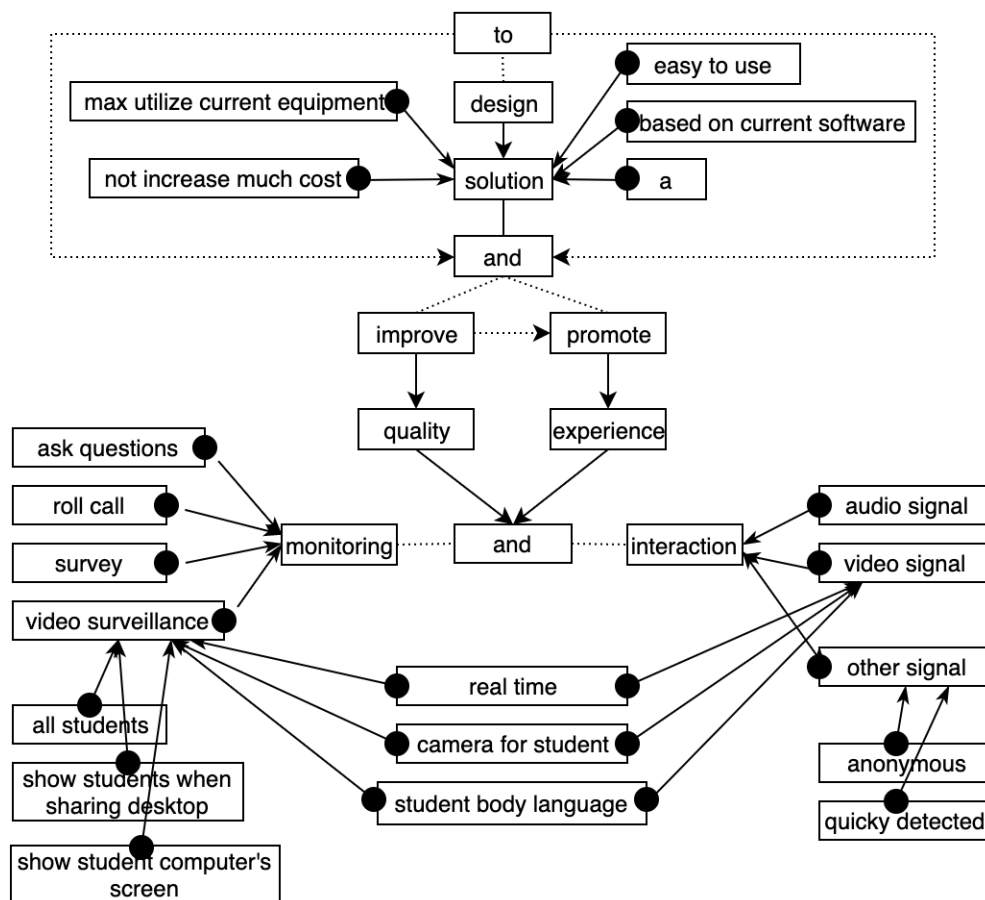 to
easy to use
max utilize current equipment
design
based on current software
not increase much cost
solution
a
and
improve
promote
quality
experience
ask questions
roll call
audio signal
monitoring
and
interaction
survey
video signal
video surveillance
real time
other signal
all students
camera for student
anonymous
show students when
sharing desktop
student body language
quicky detected
show student computer's
screen